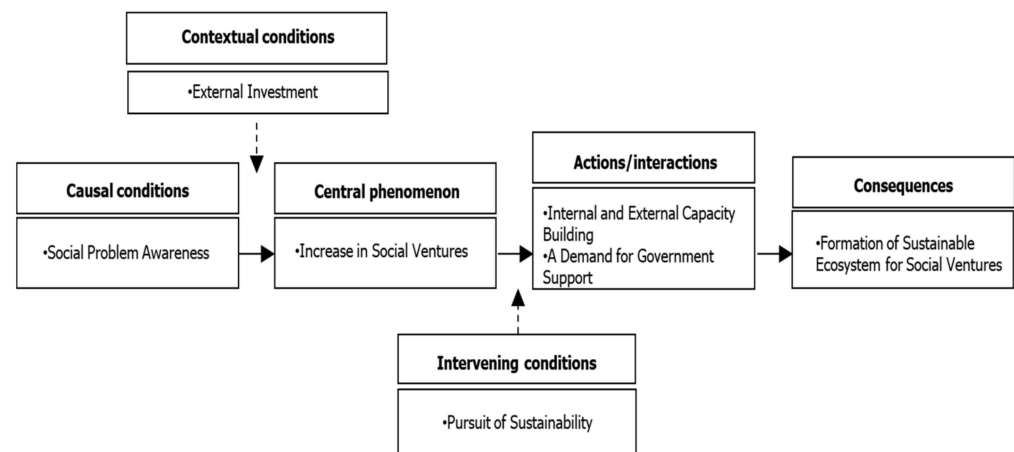 Contextual conditions
•External Investment
Causal conditions
•Social Problem Awareness
Central phenomenon
•Increase in Social Ventures
Actions/interactions
•Internal and External Capacity
Building
•A Demand for Government
Support
Consequences
•Formation of Sustainable
Ecosystem for Social Ventures
Intervening conditions
•Pursuit of Sustainability